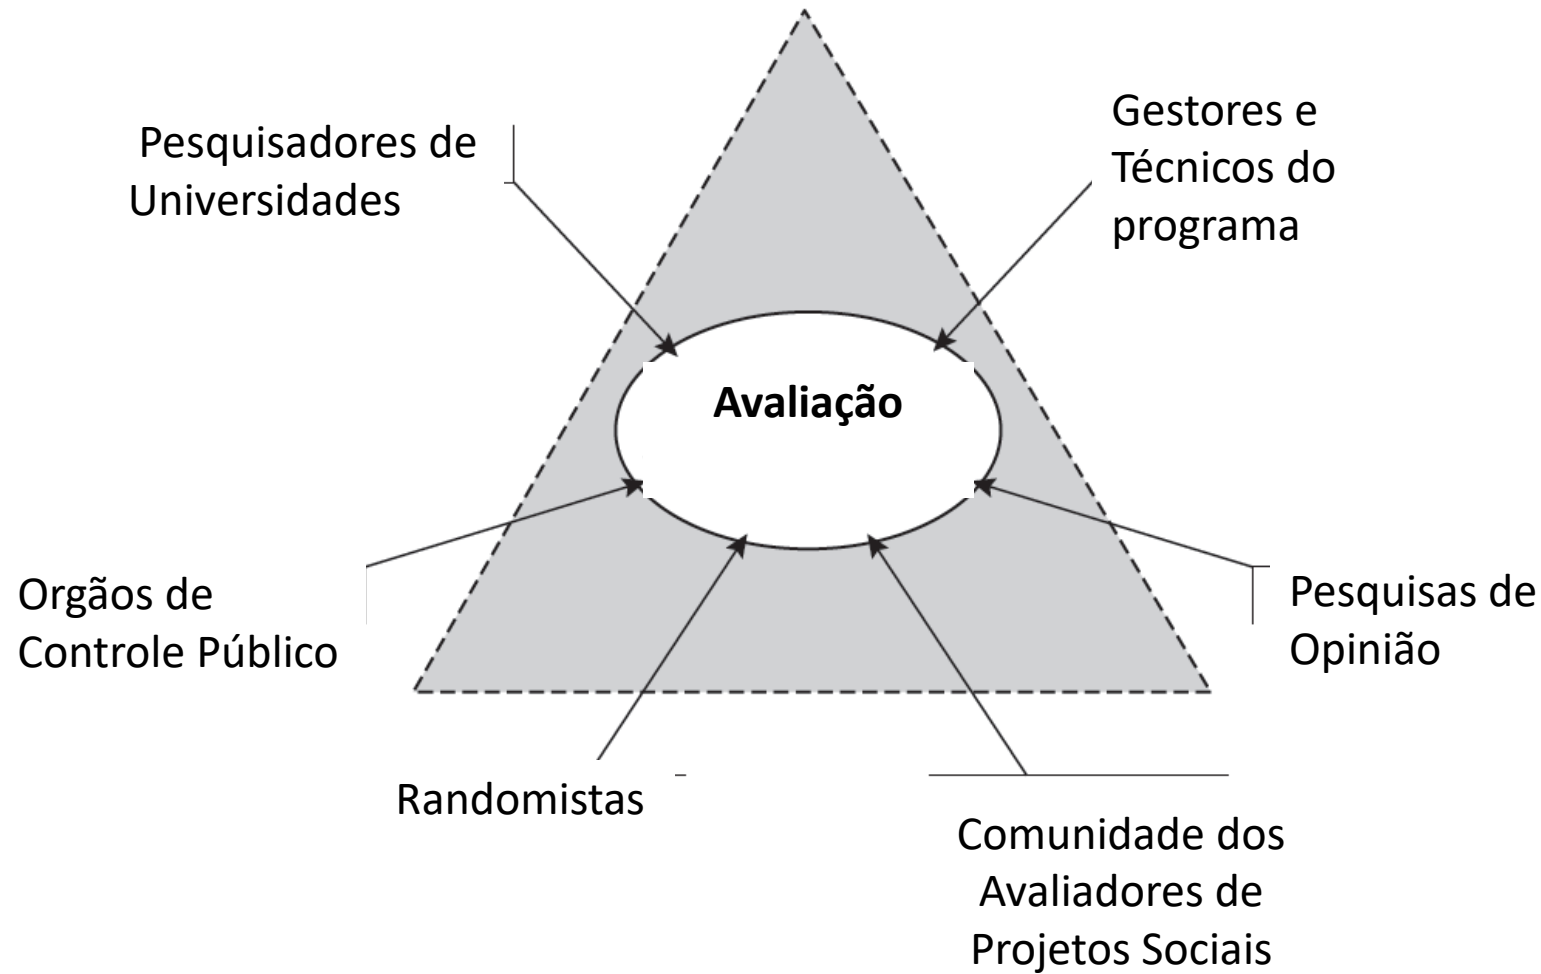 Pesquisadores de
Universidades
Gestores e
Técnicos do
programa
Avaliação
Orgãos de
Controle Público
Pesquisas de
Opinião
Randomistas
Comunidade dos
Avaliadores de
Projetos Sociais